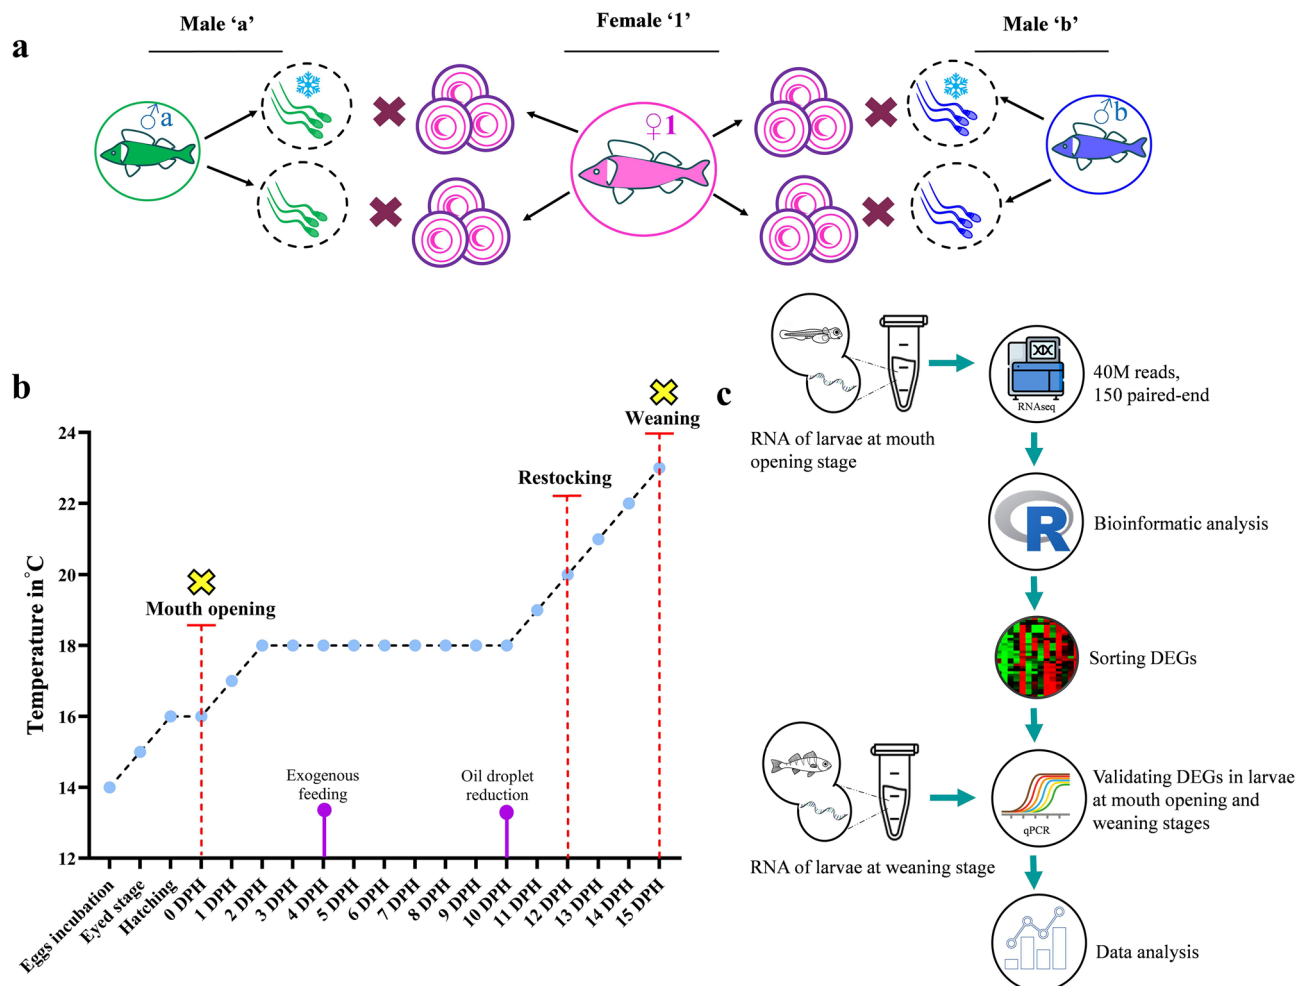 a
Male ‘a’
Female ‘1’
Male ‘b’
♂a
♀1
♂b
b
24
22
20
18
16
14
12
Temperature in °C
Mouth opening
Restocking
Weaning
Exogenous
feeding
Oil droplet
reduction
Eggs incubation
Eyed stage
Hatching
0 DPH
1 DPH
2 DPH
3 DPH
4 DPH
5 DPH
6 DPH
7 DPH
8 DPH
9 DPH
10 DPH
11 DPH
12 DPH
13 DPH
14 DPH
15 DPH
c
RNA of larvae at mouth
opening stage
RNAseq
40M reads,
150 paired-end
R
Bioinformatic analysis
Sorting DEGs
RNA of larvae at weaning stage
qPCR
Validating DEGs in larvae
at mouth opening and
weaning stages
Data analysis